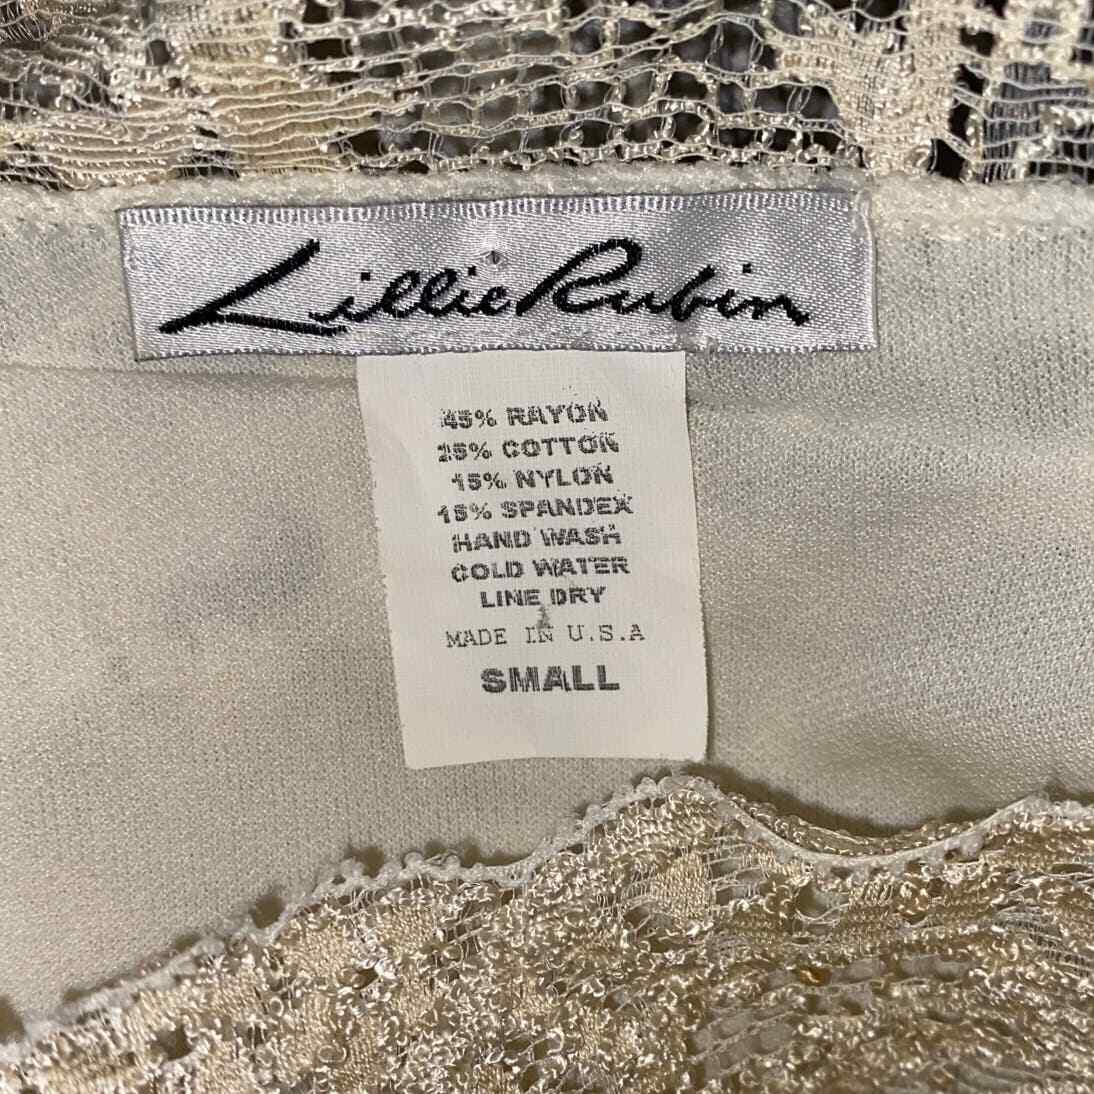 Lillie Rubin
45% RAYON
25% COTTON
15% NYLON
15% SPANDEX
HAND WASH
COLD WATER
LINE DRY
MADE IN U.S.A
SMALL